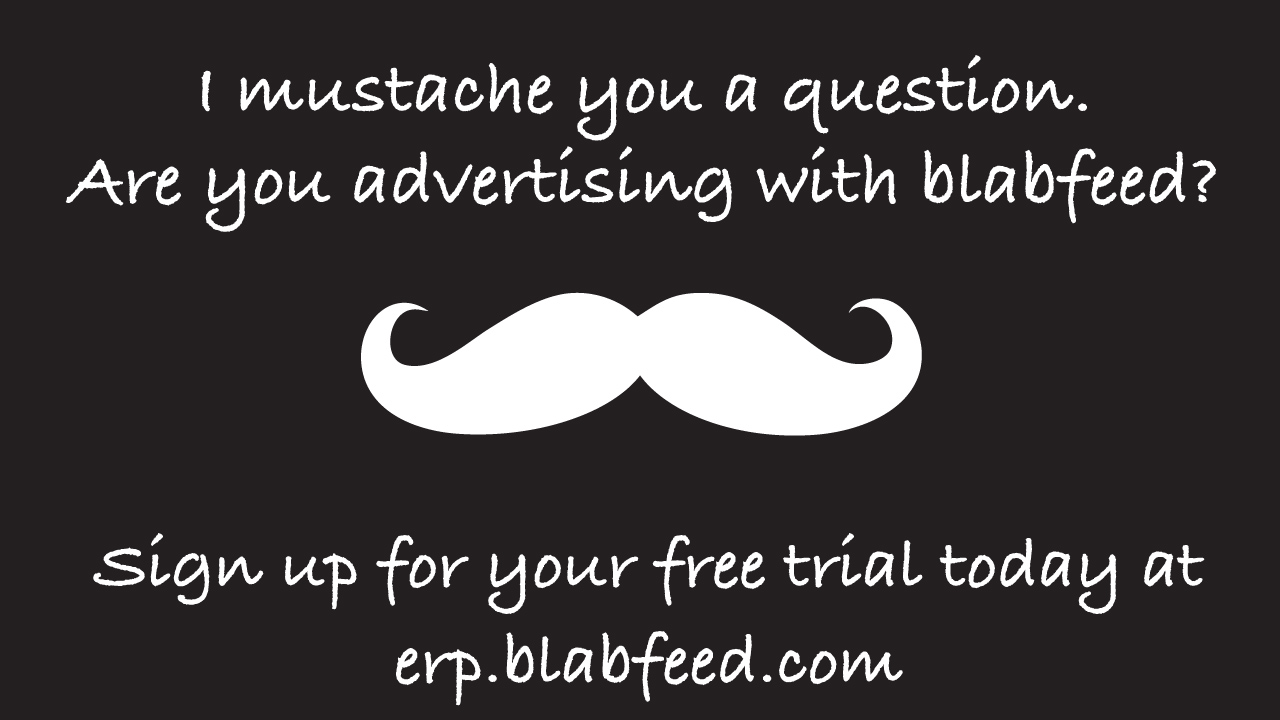 I mustache you a question.
Are you advertising with blabfeed?
Sign up for your free trial today at
erp.blabfeed.com